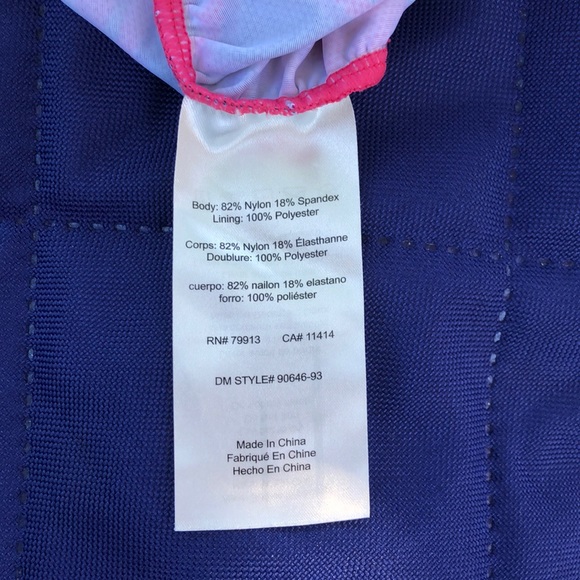 Body: 82% Nylon 18% Spandex
Lining: 100% Polyester
Corps: 82% Nylon 18% Élasthanne
Doublure: 100% Polyester
cuerpo: 82% nailon 18% elastano
forro: 100% poliéster
RN# 79913 CA# 11414
DM STYLE# 90646-93
Made In China
Fabriqué En Chine
Hecho En China